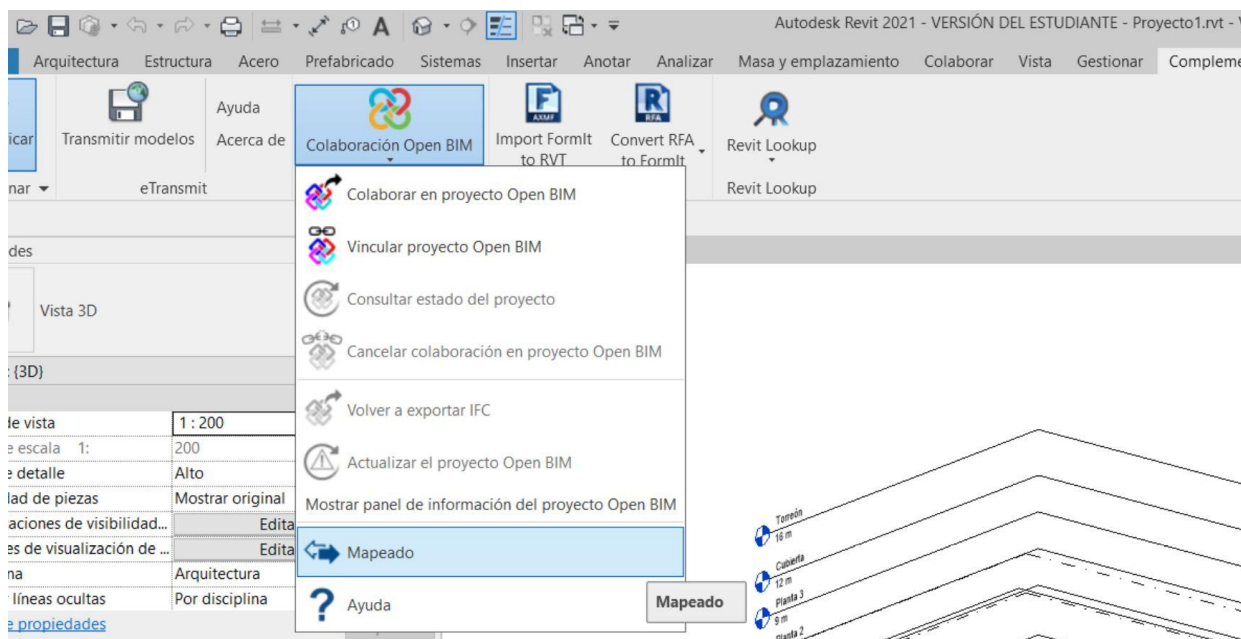 Autodesk Revit 2021 - VERSIÓN DEL ESTUDIANTE - Proyecto1.rvt -
Arquitectura Estructura Acero Prefabricado Sistemas Insertar Anotar Analizar Masa y emplazamiento Colaborar Vista Gestionar Compleme
icar
Transmitir modelos
Ayuda
Acerca de
Colaboración Open BIM
AXMF
Import FormIt
to RVT
R
RFA
Convert RFA
to FormIt
Revit Lookup
nar
eTransmit
Revit Lookup
Colaborar en proyecto Open BIM
Vincular proyecto Open BIM
Consultar estado del proyecto
Cancelar colaboración en proyecto Open BIM
Volver a exportar IFC
Actualizar el proyecto Open BIM
Mostrar panel de información del proyecto Open BIM
Mapeado
Ayuda
Mapeado
des
Vista 3D
: {3D}
de vista 1 : 200
e escala 1: 200
e detalle Alto
lad de piezas Mostrar original
aciones de visibilidad... Edita
es de visualización de ... Edita
na Arquitectura
líneas ocultas Por disciplina
e propiedades
Torreón
16 m
Cubierta
12 m
Planta 3
9 m
Planta 2